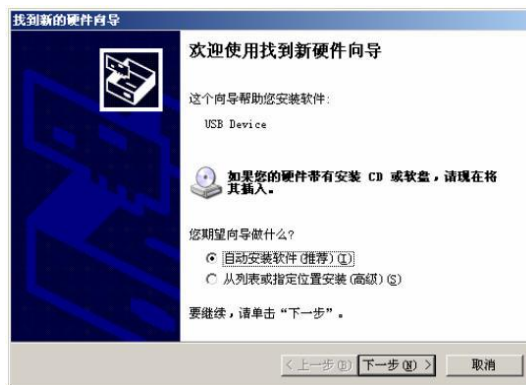 找到新的硬件向导
欢迎使用找到新硬件向导
这个向导帮助您安装软件:
USB Device
如果您的硬件带有安装 CD 或软盘,请现在将
其插入。
您期望向导做什么?
自动安装软件(推荐)(I)
从列表或指定位置安装(高级)(S)
要继续,请单击“下一步”。
< 上一步(B) 下一步(N) > 取消